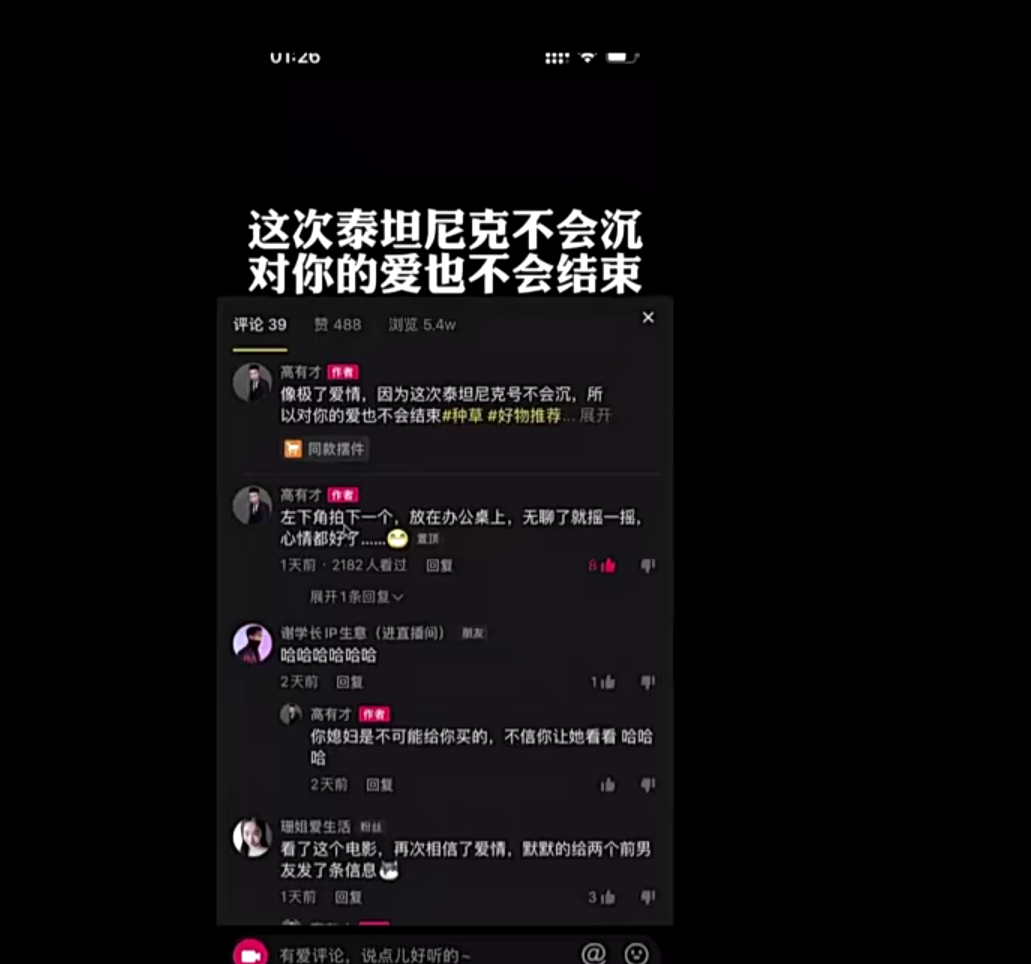 01:26
这次泰坦尼克不会沉
对你的爱也不会结束
评论 39 赞 488 浏览 5.4w
高有才 作者
像极了爱情，因为这次泰坦尼克号不会沉，所
以对你的爱也不会结束#种草 #好物推荐... 展开
同款摆件
高有才 作者
左下角拍下一个，放在办公桌上，无聊了就摇一摇，
心情都好了...... 置顶
1天前 · 2182人看过 回复 8
展开1条回复
谢学长IP生意（进直播间） 朋友
哈哈哈哈哈哈
2天前 回复 1
高有才 作者
你媳妇是不可能给你买的，不信你让她看看 哈哈
哈
2天前 回复
珊姐爱生活 粉丝
看了这个电影，再次相信了爱情，默默的给两个前男
友发了条信息
1天前 回复 3
有爱评论，说点儿好听的~ @